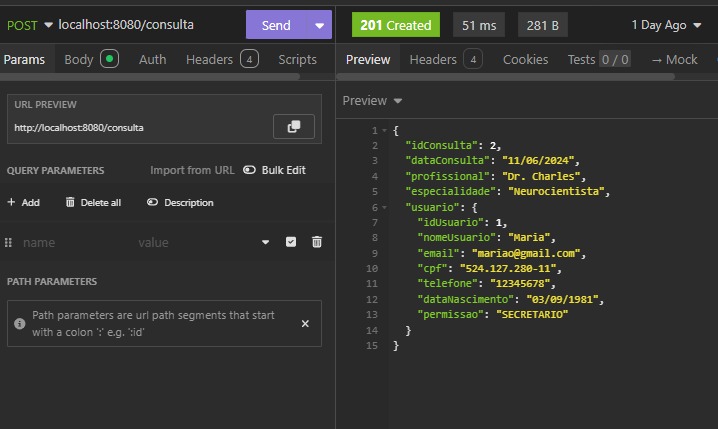 POST localhost:8080/consulta Send
Params Body Auth Headers 4 Scripts
URL PREVIEW
http://localhost:8080/consulta
QUERY PARAMETERS Import from URL Bulk Edit
+ Add Delete all Description
name value
PATH PARAMETERS
Path parameters are url path segments that start
with a colon ':' e.g. ':id'
201 Created 51 ms 281 B 1 Day Ago
Preview Headers 4 Cookies Tests 0 / 0 → Mock
Preview
1 {
2 "idConsulta": 2,
3 "dataConsulta": "11/06/2024",
4 "profissional": "Dr. Charles",
5 "especialidade": "Neurocientista",
6 "usuario": {
7 "idUsuario": 1,
8 "nomeUsuario": "Maria",
9 "email": "mariao@gmail.com",
10 "cpf": "524.127.280-11",
11 "telefone": "12345678",
12 "dataNascimento": "03/09/1981",
13 "permissao": "SECRETARIO"
14 }
15 }